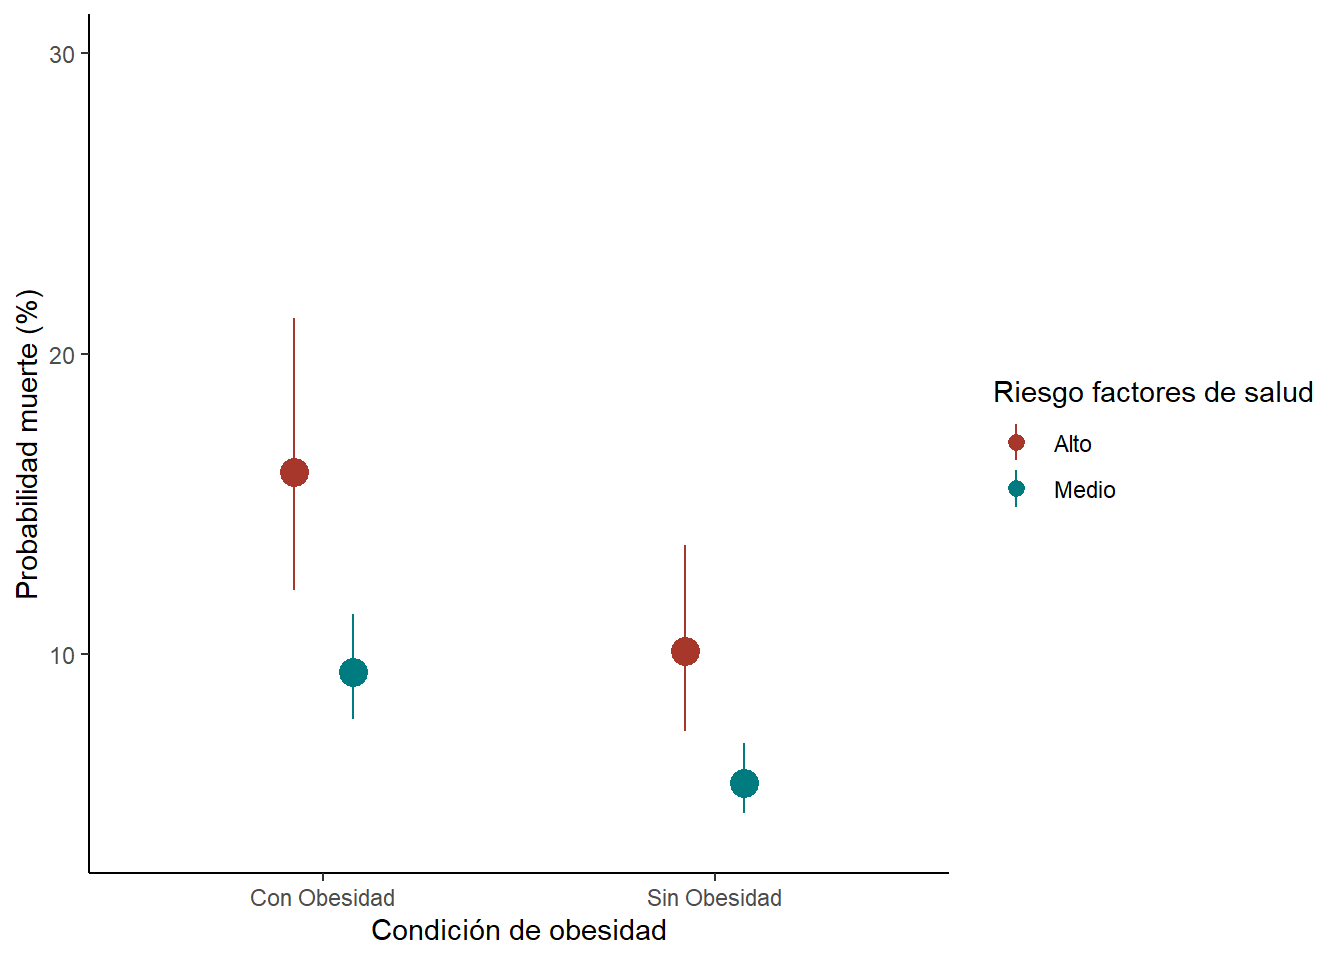 Probabilidad muerte (%)
30
20
10
Con Obesidad
Sin Obesidad
Condición de obesidad
Riesgo factores de salud
Alto
Medio